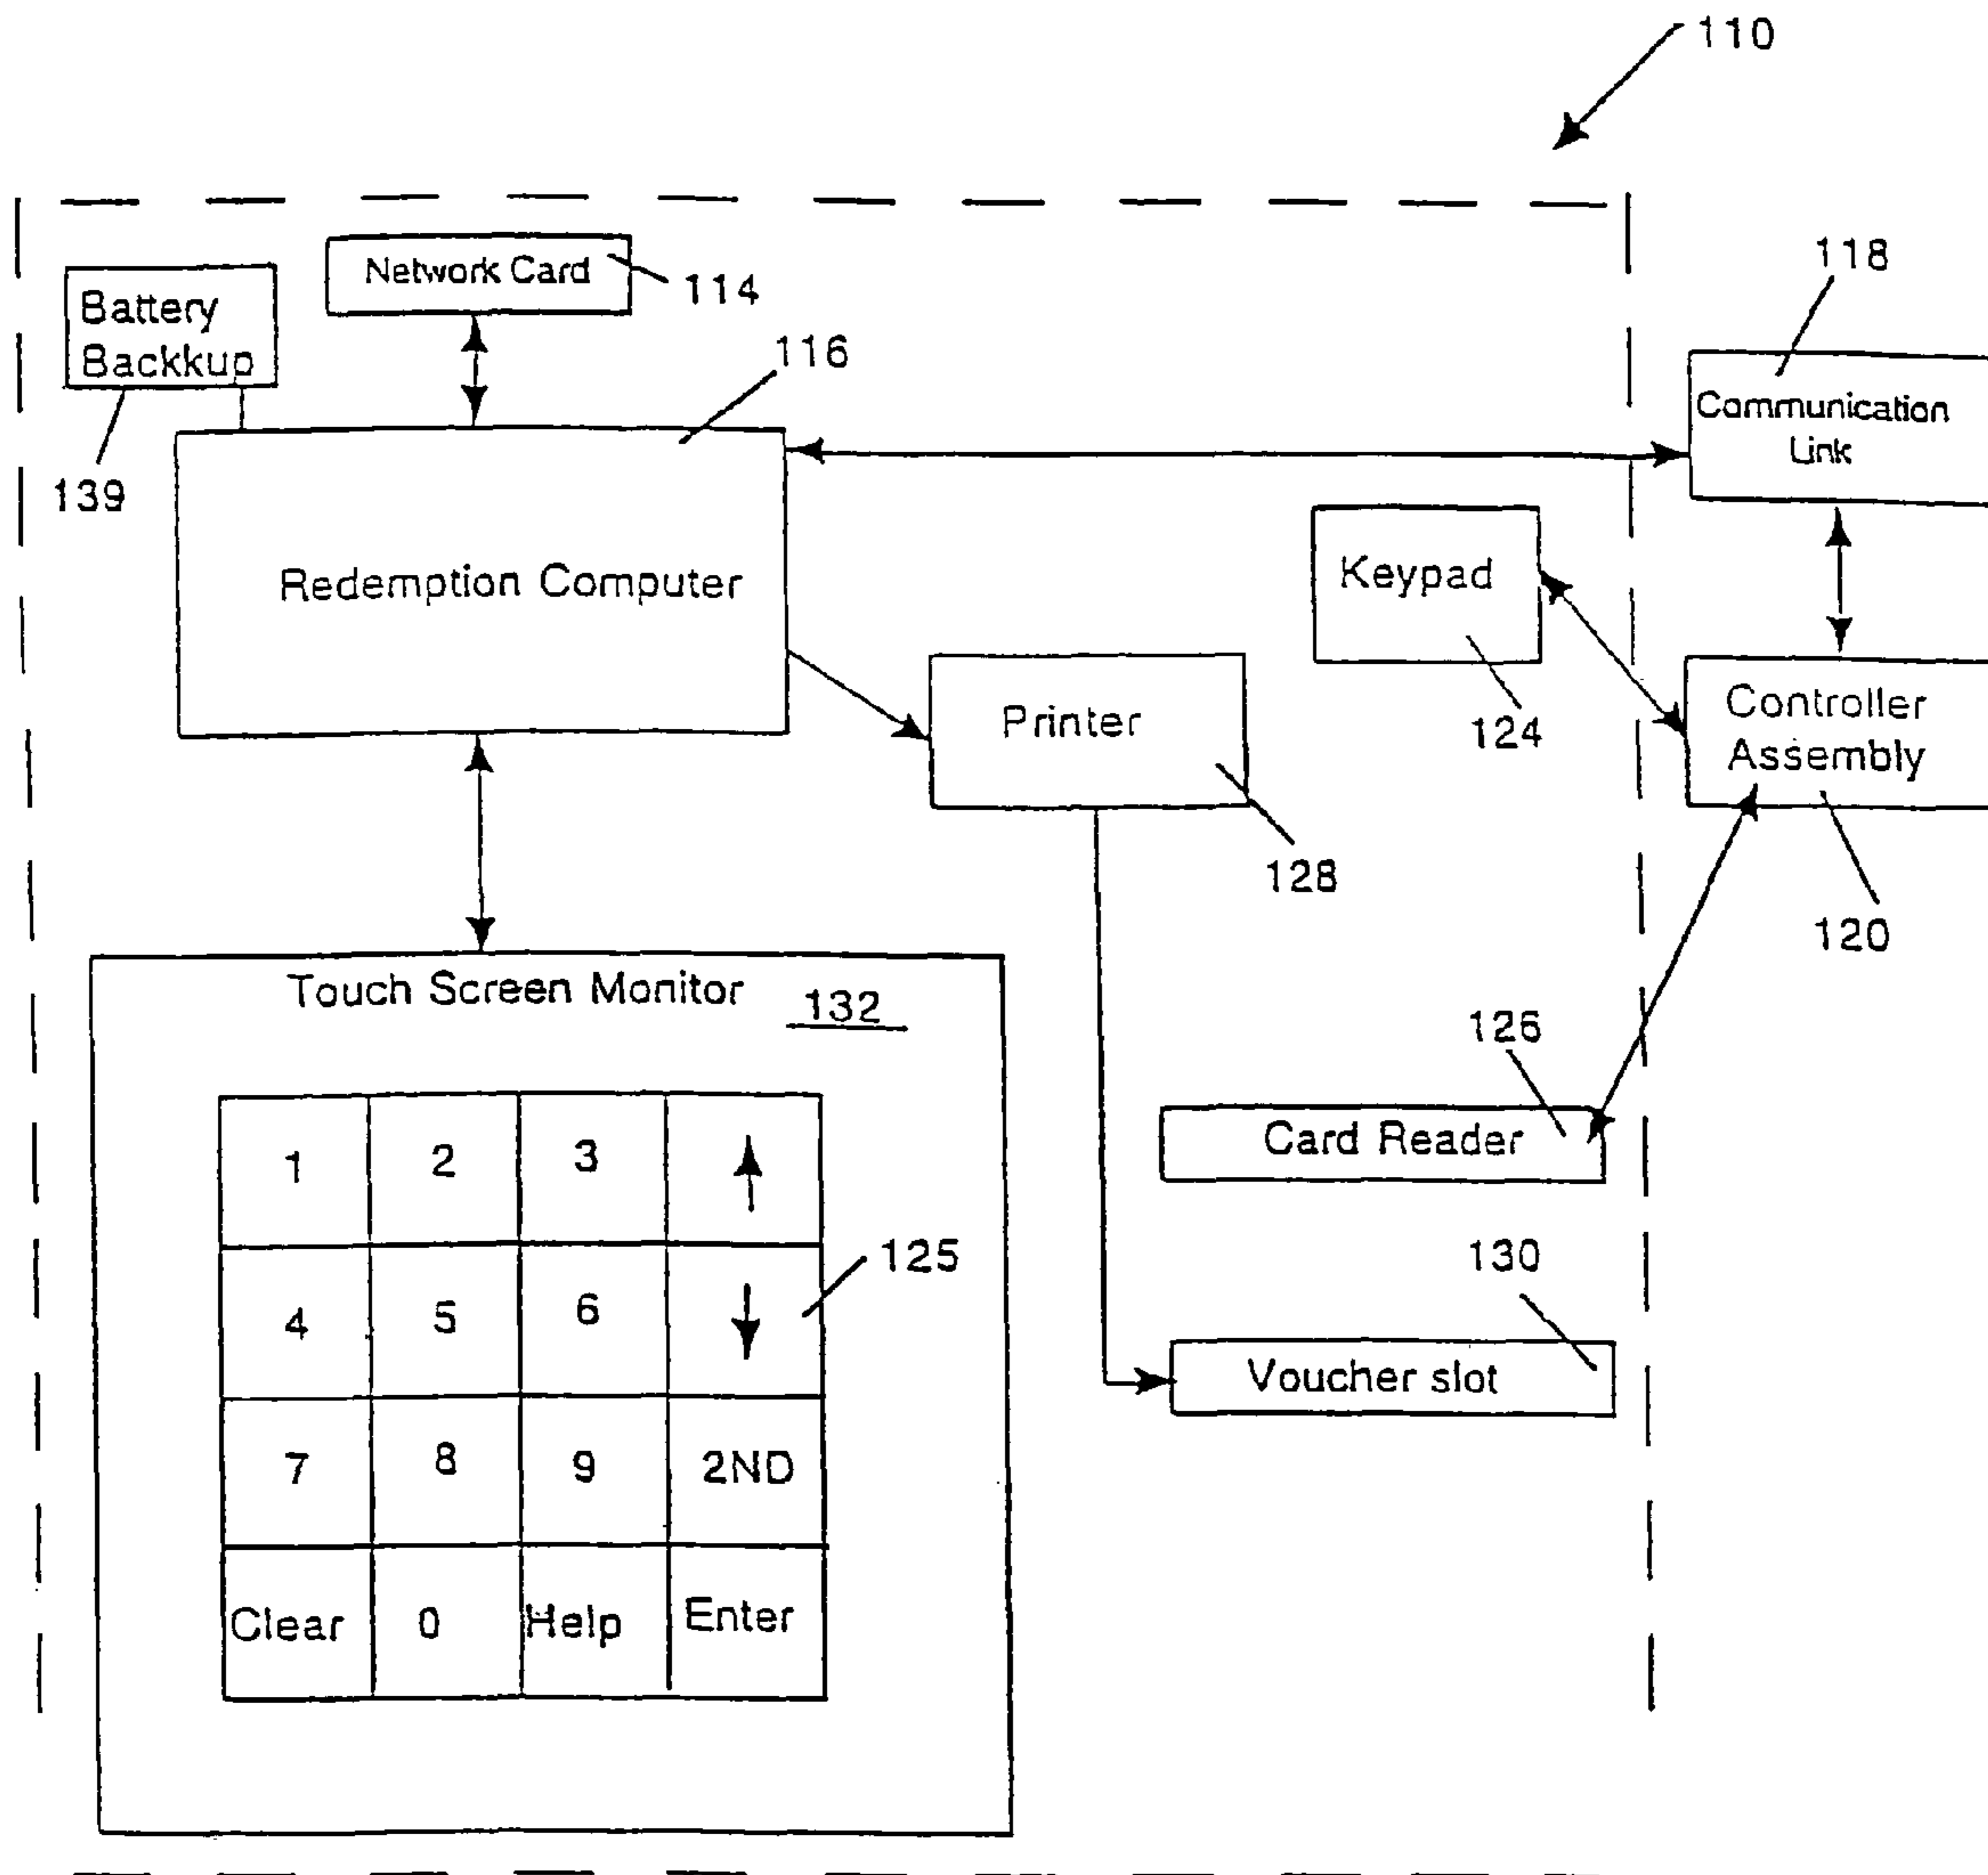 110
Network Card
114
Battery
Backkup
139
116
118
Communication
Link
Redemption Computer
Keypad
124
Printer
128
Controller
Assembly
120
Touch Screen Monitor
132
1 2 3
4 5 6
125
7 8 9 2ND
Clear 0 Help Enter
126
Card Reader
130
Voucher slot